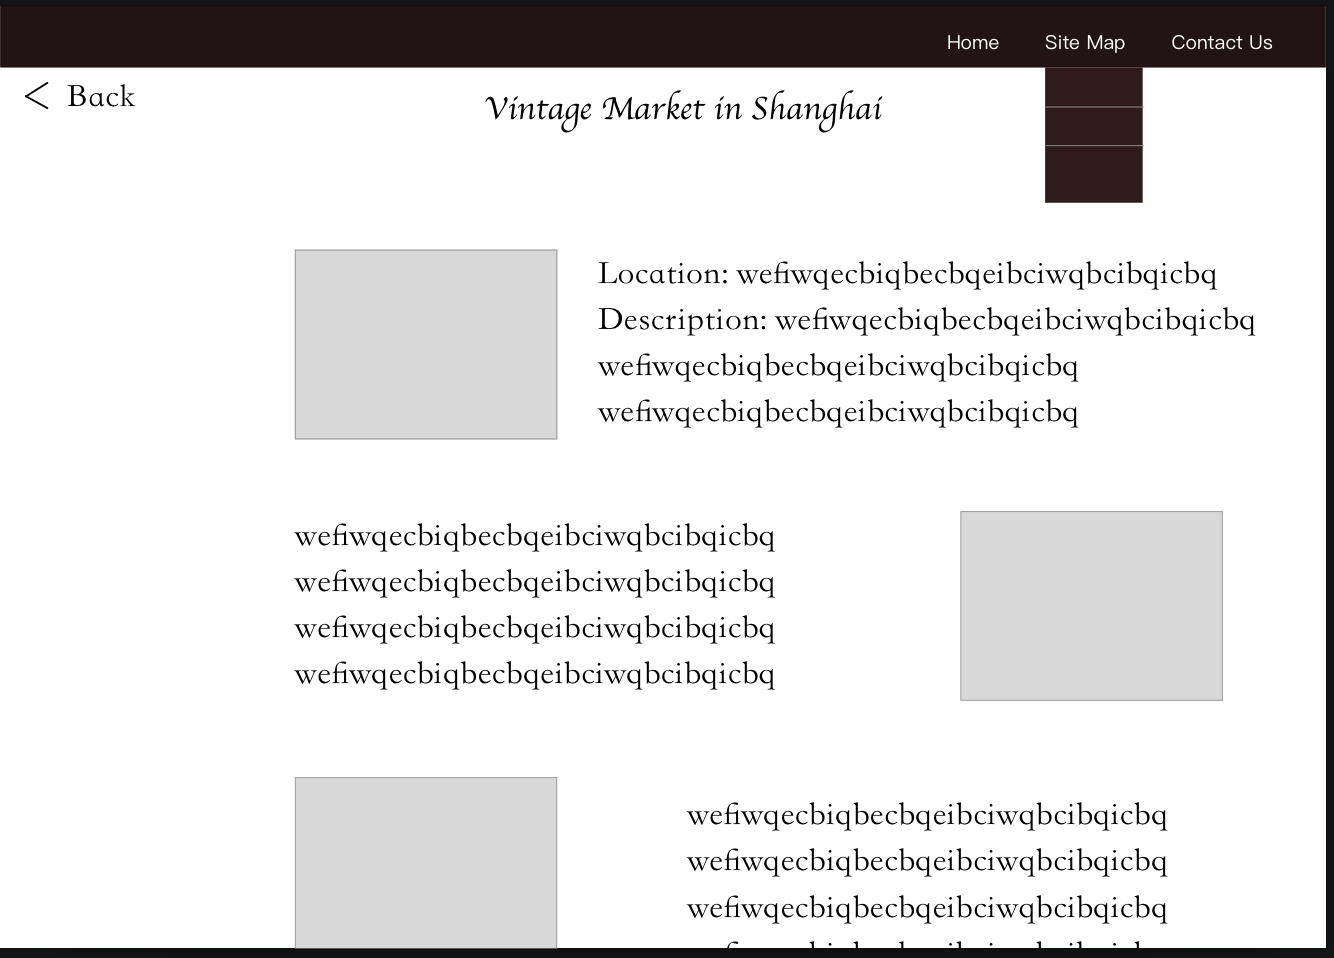 Home Site Map Contact Us
< Back
Vintage Market in Shanghai
Location: wefiwqecbiqbecbqeibciwqbcibqicbq
Description: wefiwqecbiqbecbqeibciwqbcibqicbq
wefiwqecbiqbecbqeibciwqbcibqicbq
wefiwqecbiqbecbqeibciwqbcibqicbq
wefiwqecbiqbecbqeibciwqbcibqicbq
wefiwqecbiqbecbqeibciwqbcibqicbq
wefiwqecbiqbecbqeibciwqbcibqicbq
wefiwqecbiqbecbqeibciwqbcibqicbq
wefiwqecbiqbecbqeibciwqbcibqicbq
wefiwqecbiqbecbqeibciwqbcibqicbq
wefiwqecbiqbecbqeibciwqbcibqicbq